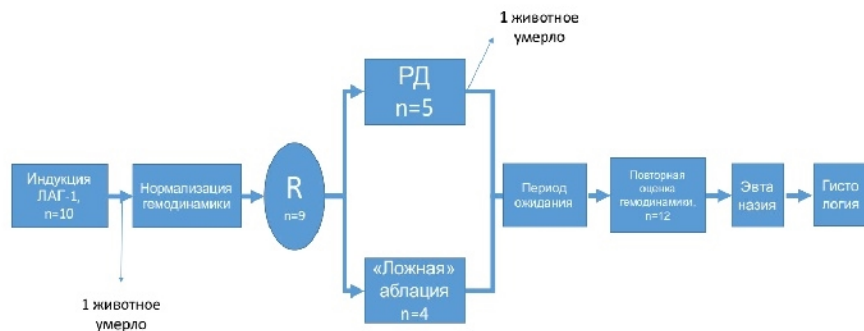 1 животное
умерло
РД
n=5
Индукция
ЛАГ-1,
n=10
Нормализация
гемодинамики
R
n=9
Период
ожидания
Повторная
оценка
гемодинамики,
n=12
Эвта
назия
Гисто
логия
«Ложная»
аблация
n=4
1 животное
умерло